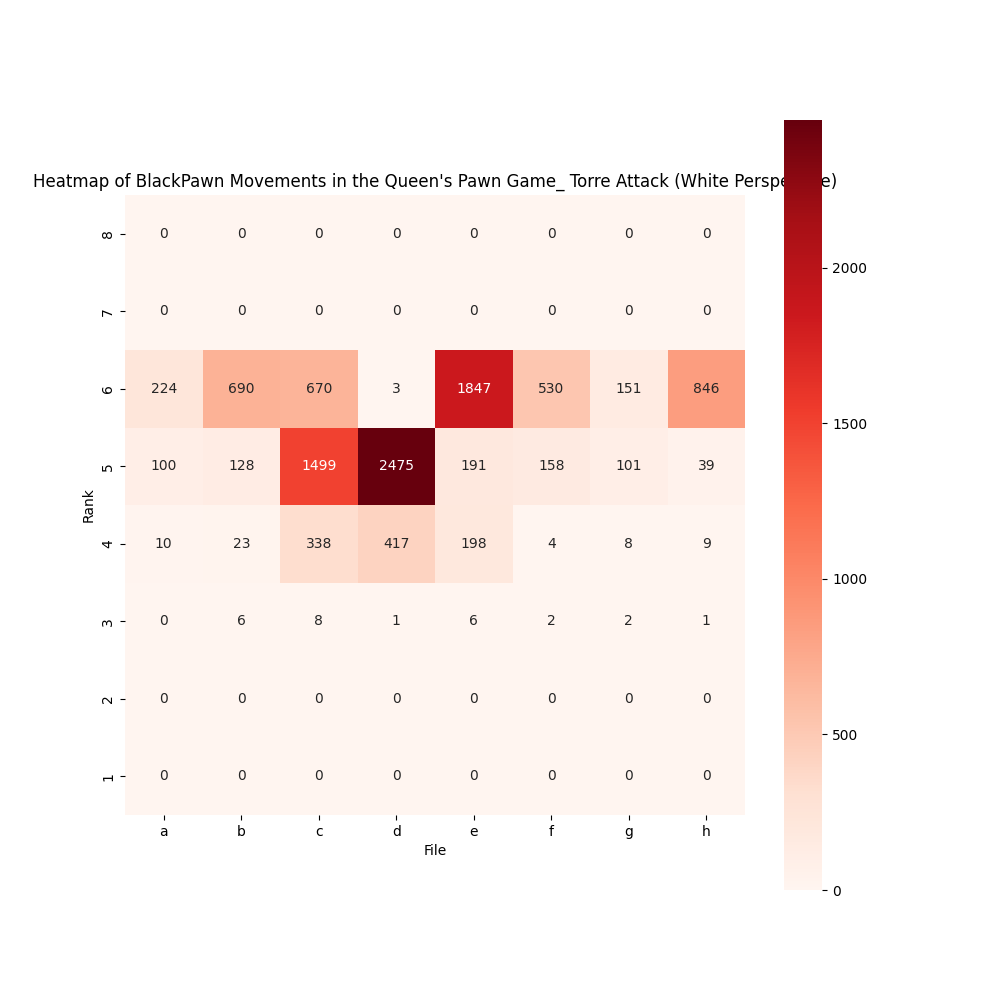 Heatmap of BlackPawn Movements in the Queen's Pawn Game_ Torre Attack (White Perspe e)
8 0 0 0 0 0 0 0 0
7 0 0 0 0 0 0 0 0
6 224 690 670 3 1847 530 151 846
5 100 128 1499 2475 191 158 101 39
4 10 23 338 417 198 4 8 9
3 0 6 8 1 6 2 2 1
2 0 0 0 0 0 0 0 0
1 0 0 0 0 0 0 0 0
a b c d e f g h
File
Rank
2000
1500
1000
500
0